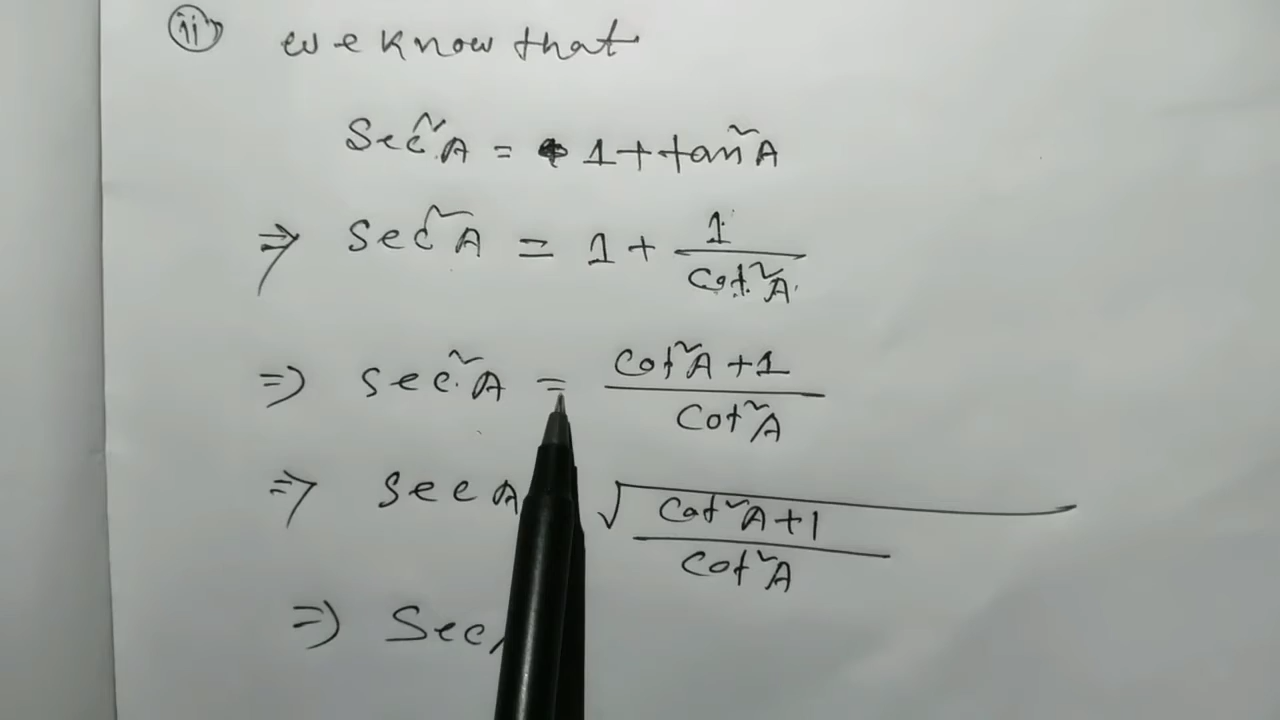 (ii) we know that
Sec²A = 1 + tan²A
⇒ Sec²A = 1 + 1/Cot²A
⇒ Sec²A = Cot²A + 1/Cot²A
⇒ Sec A √Cot²A + 1/Cot²A
⇒ Sec